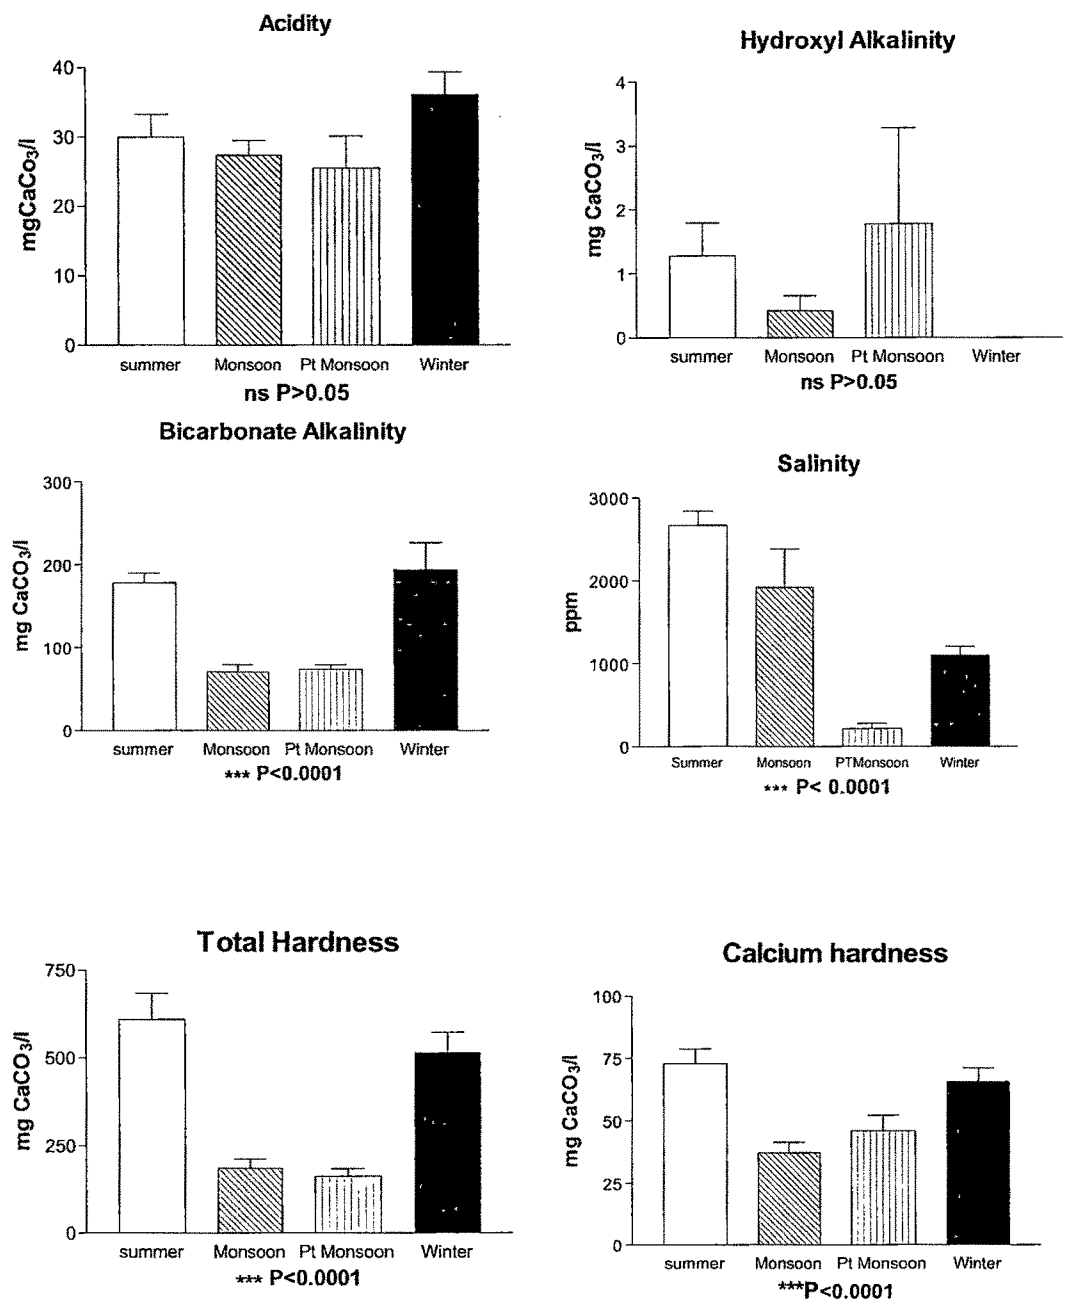 Acidity
40
30
20
10
0
mgCaCo3/l
summer Monsoon Pt Monsoon Winter
ns P>0.05
Hydroxyl Alkalinity
4
3
2
1
0
mg CaCO3/l
summer Monsoon Pt Monsoon Winter
ns P>0.05
Bicarbonate Alkalinity
300
200
100
0
mg CaCO3/l
summer Monsoon Pt Monsoon Winter
*** P<0.0001
Salinity
3000
2000
1000
0
ppm
Summer Monsoon PTMonsoon Winter
*** P< 0.0001
Total Hardness
750
500
250
0
mg CaCO3/l
summer Monsoon Pt Monsoon Winter
*** P<0.0001
Calcium hardness
100
75
50
25
0
mg CaCO3/l
summer Monsoon Pt Monsoon Winter
***P<0.0001